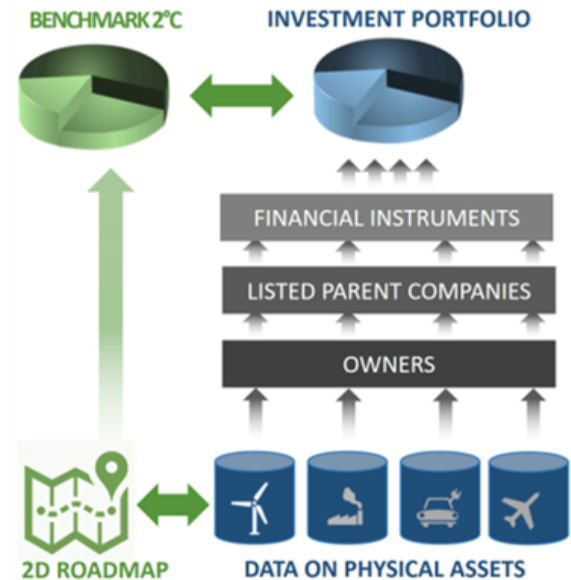 BENCHMARK 2°C
INVESTMENT PORTFOLIO
FINANCIAL INSTRUMENTS
LISTED PARENT COMPANIES
OWNERS
2D ROADMAP
DATA ON PHYSICAL ASSETS